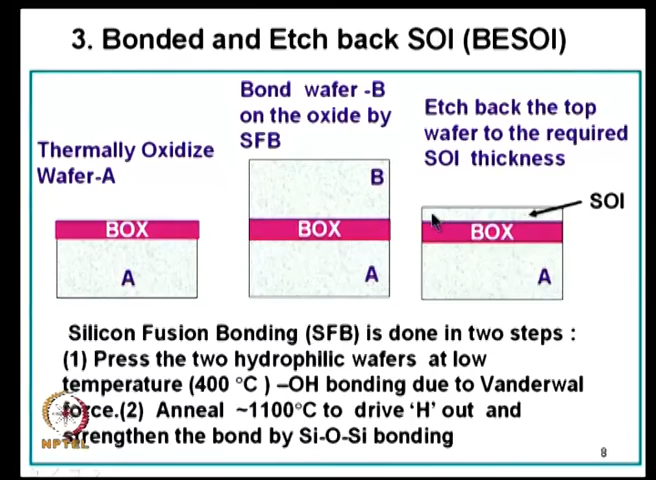 3. Bonded and Etch back SOI (BESOI)
Thermally Oxidize
Wafer-A
BOX
A
Bond wafer -B
on the oxide by
SFB
B
BOX
A
Etch back the top
wafer to the required
SOI thickness
SOI
BOX
A
Silicon Fusion Bonding (SFB) is done in two steps :
(1) Press the two hydrophilic wafers at low
temperature (400 °C ) –OH bonding due to Vanderwal
force.(2) Anneal ~1100°C to drive ‘H’ out and
strengthen the bond by Si-O-Si bonding
NPTEL
8